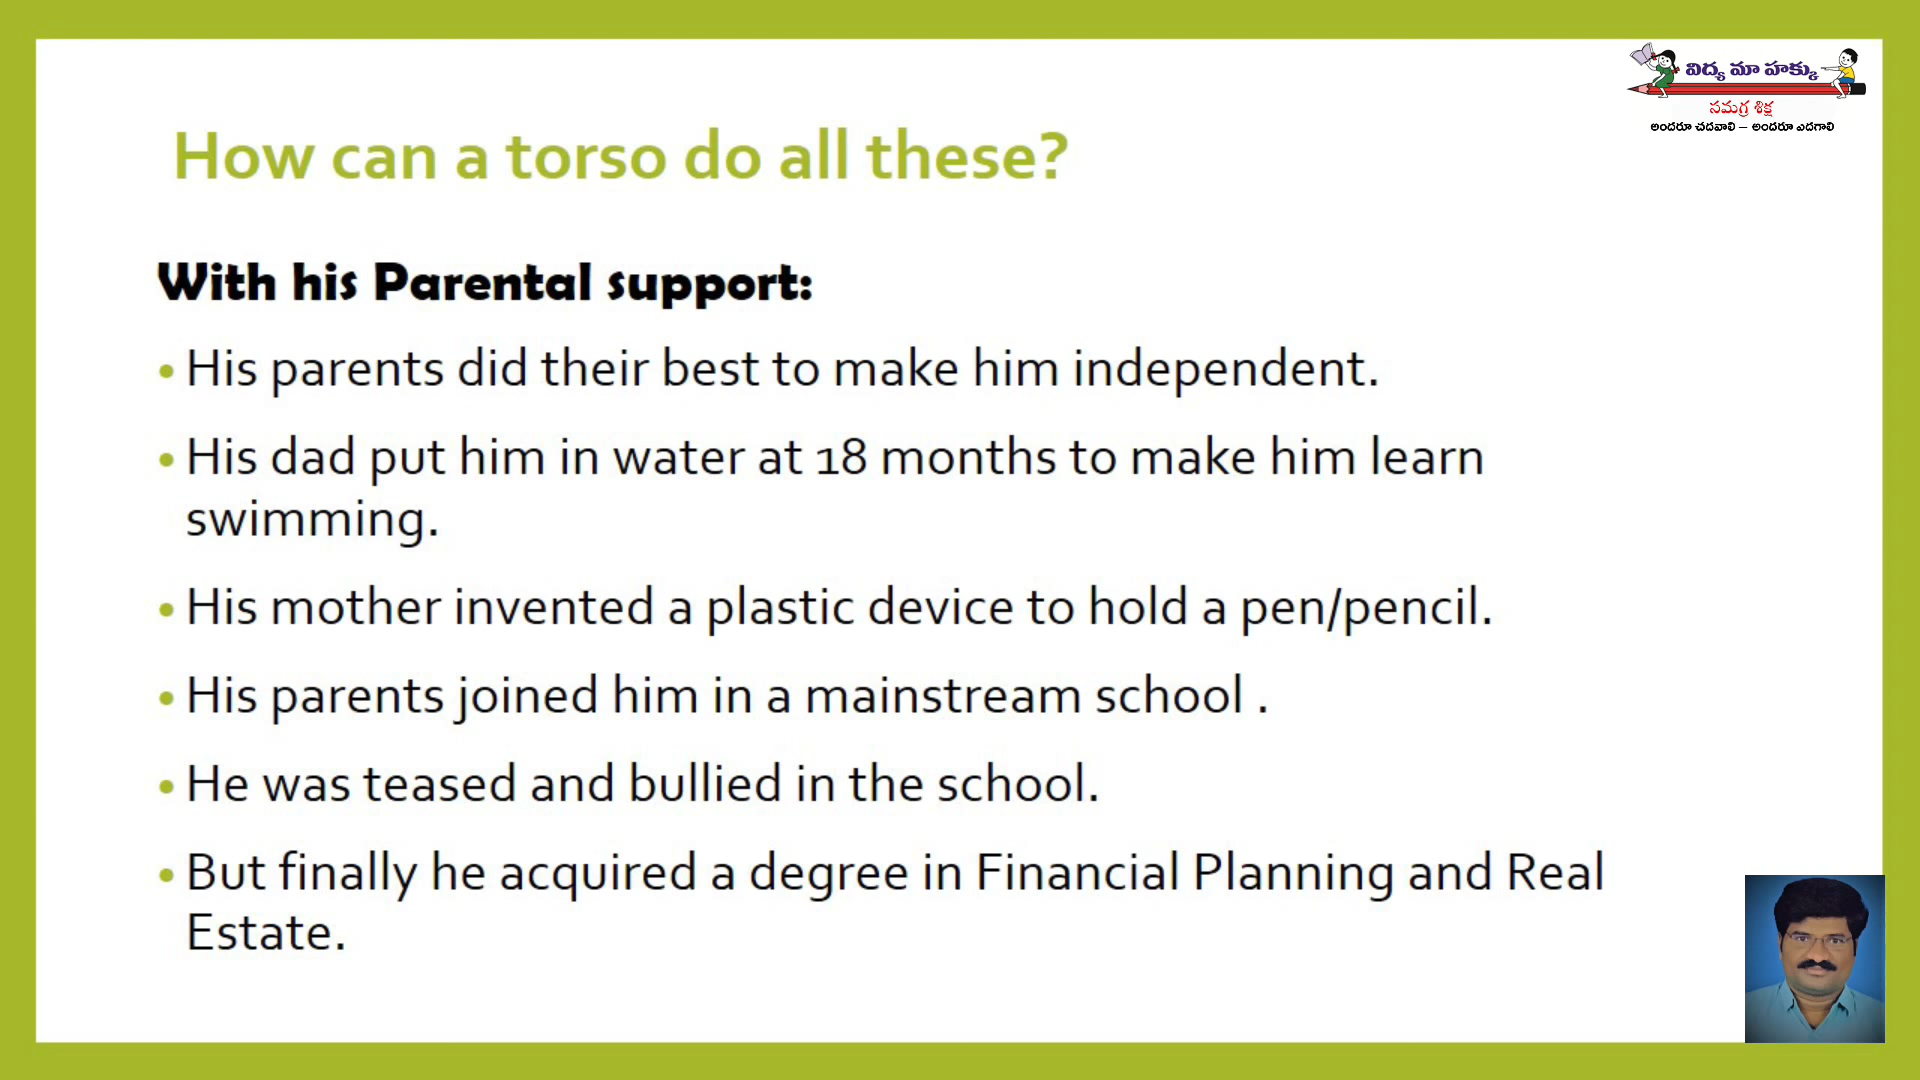 విద్య మా హక్కు
సమగ్ర శిక్ష
అందరూ చదవాలి – అందరూ ఎదగాలి
How can a torso do all these?
With his Parental support:
• His parents did their best to make him independent.
• His dad put him in water at 18 months to make him learn
swimming.
• His mother invented a plastic device to hold a pen/pencil.
• His parents joined him in a mainstream school .
• He was teased and bullied in the school.
• But finally he acquired a degree in Financial Planning and Real
Estate.